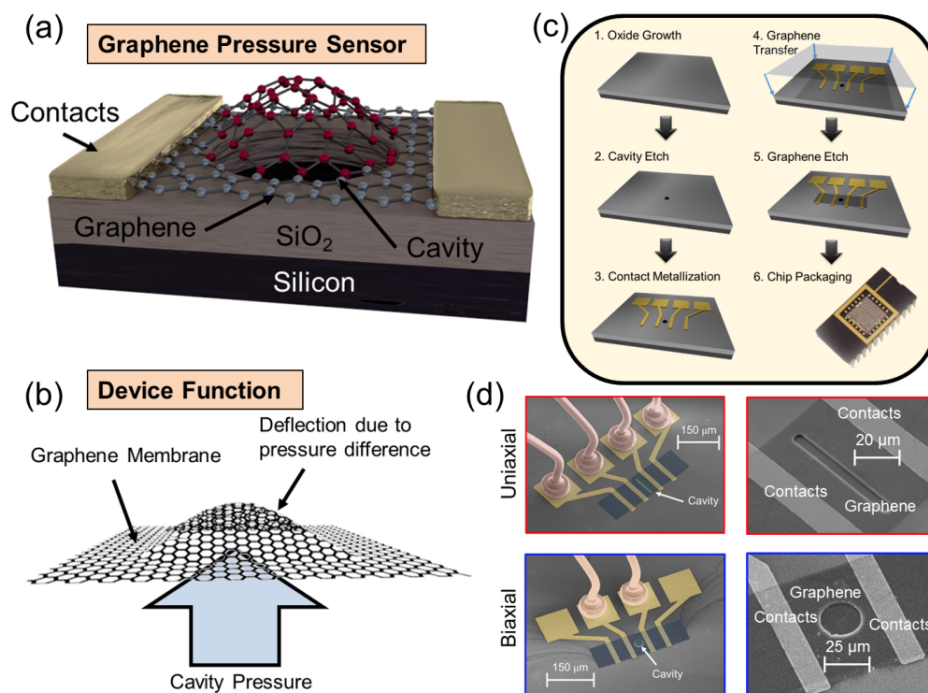 (a)
Graphene Pressure Sensor
Contacts
Graphene
SiO₂
Cavity
Silicon
(b)
Device Function
Graphene Membrane
Deflection due to
pressure difference
Cavity Pressure
(c)
1. Oxide Growth
2. Cavity Etch
3. Contact Metallization
4. Graphene
Transfer
5. Graphene Etch
6. Chip Packaging
(d)
Uniaxial
150 μm
Cavity
Contacts
20 μm
Contacts
Graphene
Biaxial
150 μm
Cavity
Graphene
Contacts
Contacts
25 μm